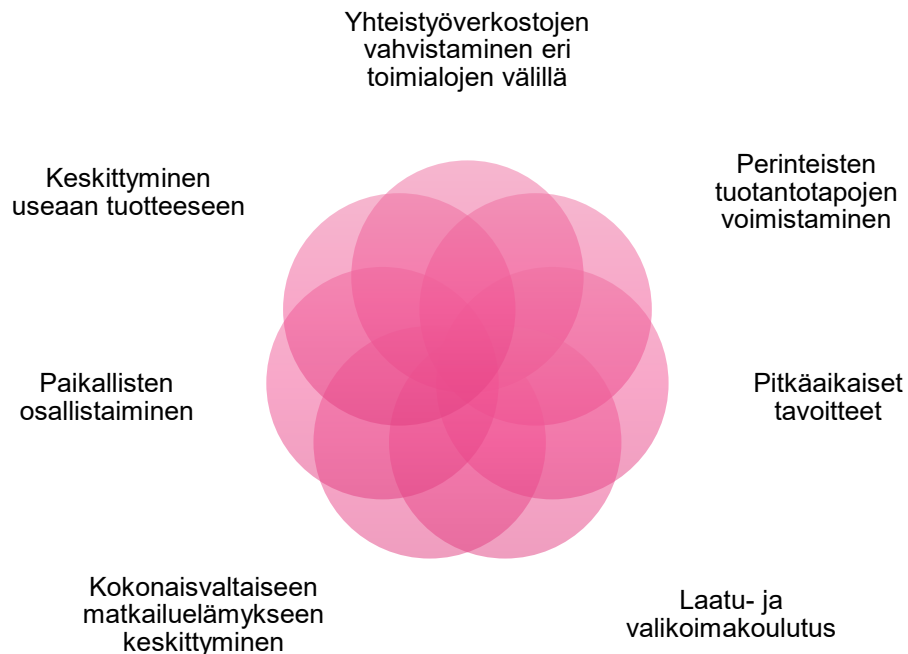 Yhteistyöverkostojen
vahvistaminen eri
toimialojen välillä
Perinteisten
tuotantotapojen
voimistaminen
Pitkäaikaiset
tavoitteet
Laatu- ja
valikoimakoulutus
Kokonaisvaltaiseen
matkailuelämykseen
keskittyminen
Paikallisten
osallistaiminen
Keskittyminen
useaan tuotteeseen